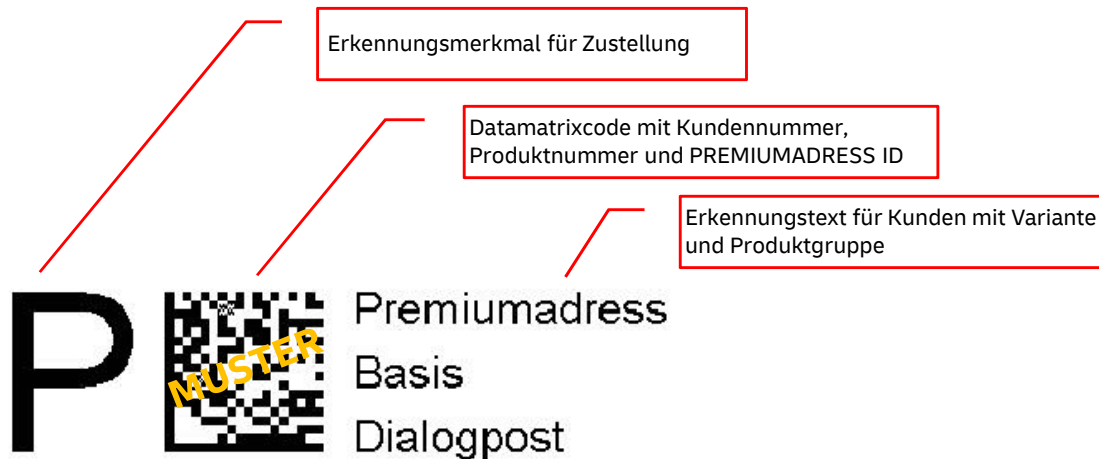 Erkennungsmerkmal für Zustellung
Datamatrixcode mit Kundennummer,
Produktnummer und PREMIUMADRESS ID
Erkennungstext für Kunden mit Variante
und Produktgruppe
P
MUSTER
Premiumadress
Basis
Dialogpost